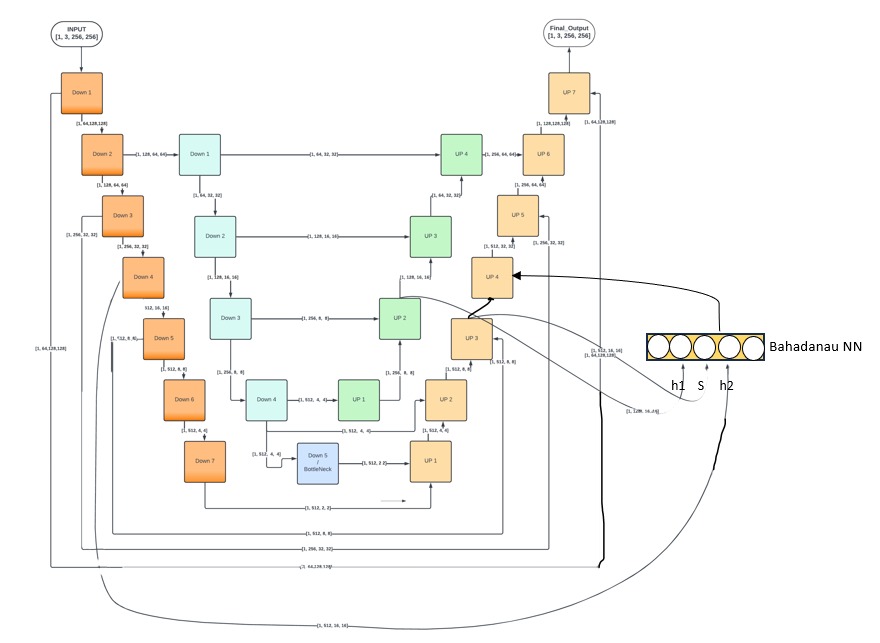 INPUT
[1, 3, 256, 256]
Final_Output
[1, 3, 256, 256]
Down 1
UP 7
[1, 64,128,128]
[1, 128,128,128]
[1, 64,128,128]
Down 2
[1, 128, 64, 64]
Down 1
[1, 64, 32, 32]
UP 4
[1, 256, 64, 64]
UP 6
[1, 128, 64, 64]
[1, 64, 32, 32]
[1, 64, 32, 32]
[1, 256, 64, 64]
Down 3
UP 5
[1, 256, 32, 32]
Down 2
[1, 128, 16, 16]
UP 3
[1, 256, 32, 32]
[1, 512, 32, 32]
[1, 256, 32, 32]
Down 4
[1, 128, 16, 16]
[1, 128, 16, 16]
UP 4
512, 16, 16]
Down 3
[1, 256, 8, 8]
UP 2
Down 5
UP 3
Bahadanau NN
[1, 64,128,128]
[1, 512, 16, 16]
[1, 64,128,128]
[1, 512, 8, 8]
[1, 512, 8, 8]
[1, 256, 8, 8]
[1, 256, 8, 8]
[1, 512, 8, 8]
[1, 512, 8, 8]
h1
S
h2
Down 6
Down 4
[1, 512, 4, 4]
UP 1
UP 2
[1, 128, 16,16]
[1, 512, 4, 4]
[1, 512, 4, 4]
[1, 512, 4, 4]
Down 7
[1, 512, 4, 4]
Down 5
/
BottleNeck
[1, 512, 2 2]
UP 1
[1, 512, 2, 2]
[1, 512, 8, 8]
[1, 256, 32, 32]
[1, 64,128,128]
[1, 512, 16, 16]